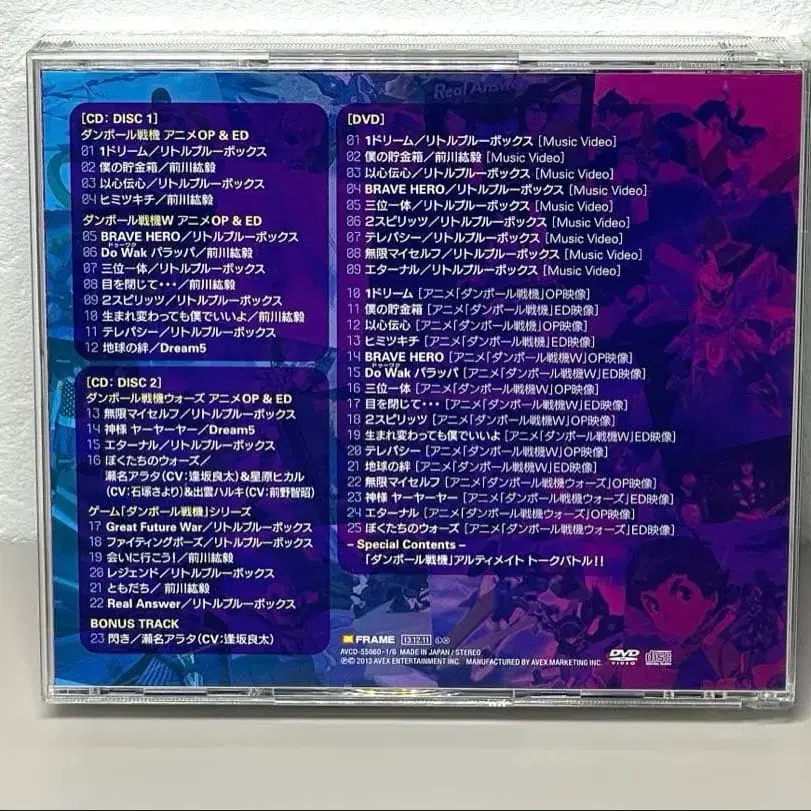 [CD: DISC 1]
ダンボール戦機 アニメOP & ED
01 1ドリーム／リトルブルーボックス
02 僕の貯金箱／前川紘毅
03 以心伝心／リトルブルーボックス
04 ヒミツキチ／前川紘毅
ダンボール戦機W アニメOP & ED
05 BRAVE HERO／リトルブルーボックス
ドゥーワク
06 Do Wak パラッパ／前川紘毅
07 三位一体／リトルブルーボックス
08 目を閉じて・・・／前川紘毅
09 2スピリッツ／リトルブルーボックス
10 生まれ変わっても僕でいいよ／前川紘毅
11 テレパシー／リトルブルーボックス
12 地球の絆／Dream5
[CD: DISC 2]
ダンボール戦機ウォーズ アニメOP & ED
13 無限マイセルフ／リトルブルーボックス
14 神様 ヤーヤーヤー／Dream5
15 エターナル／リトルブルーボックス
16 ぼくたちのウォーズ／
瀬名アラタ(CV:逢坂良太)&星原ヒカル
(CV:石塚さより)&出雲ハルキ(CV:前野智昭)
ゲーム「ダンボール戦機」シリーズ
17 Great Future War／リトルブルーボックス
18 ファイティングポーズ／リトルブルーボックス
19 会いに行こう！／前川紘毅
20 レジェンド／リトルブルーボックス
21 ともだち／前川紘毅
22 Real Answer／リトルブルーボックス
BONUS TRACK
23 閃き／瀬名アラタ(CV:逢坂良太)
Real Answer
[DVD]
01 1ドリーム／リトルブルーボックス [Music Video]
02 僕の貯金箱／前川紘毅 [Music Video]
03 以心伝心／リトルブルーボックス [Music Video]
04 BRAVE HERO／リトルブルーボックス [Music Video]
05 三位一体／リトルブルーボックス [Music Video]
06 2スピリッツ／リトルブルーボックス [Music Video]
07 テレパシー／リトルブルーボックス [Music Video]
08 無限マイセルフ／リトルブルーボックス [Music Video]
09 エターナル／リトルブルーボックス [Music Video]
10 1ドリーム [アニメ「ダンボール戦機」OP映像]
11 僕の貯金箱 [アニメ「ダンボール戦機」ED映像]
12 以心伝心 [アニメ「ダンボール戦機」OP映像]
13 ヒミツキチ [アニメ「ダンボール戦機」ED映像]
14 BRAVE HERO [アニメ「ダンボール戦機W」OP映像]
ドゥーワク
15 Do Wak パラッパ [アニメ「ダンボール戦機W」ED映像]
16 三位一体 [アニメ「ダンボール戦機W」OP映像]
17 目を閉じて・・・ [アニメ「ダンボール戦機W」ED映像]
18 2スピリッツ [アニメ「ダンボール戦機W」OP映像]
19 生まれ変わっても僕でいいよ [アニメ「ダンボール戦機W」ED映像]
20 テレパシー [アニメ「ダンボール戦機W」OP映像]
21 地球の絆 [アニメ「ダンボール戦機W」ED映像]
22 無限マイセルフ [アニメ「ダンボール戦機ウォーズ」OP映像]
23 神様 ヤーヤーヤー [アニメ「ダンボール戦機ウォーズ」ED映像]
24 エターナル [アニメ「ダンボール戦機ウォーズ」OP映像]
25 ぼくたちのウォーズ [アニメ「ダンボール戦機ウォーズ」ED映像]
– Special Contents –
「ダンボール戦機」アルティメイト トークバトル！！
FRAME 13.12.11
AVCD-55060~1/B MADE IN JAPAN / STEREO
℗© 2013 AVEX ENTERTAINMENT INC. MANUFACTURED BY AVEX MARKETING INC.
DVD VIDEO
disc